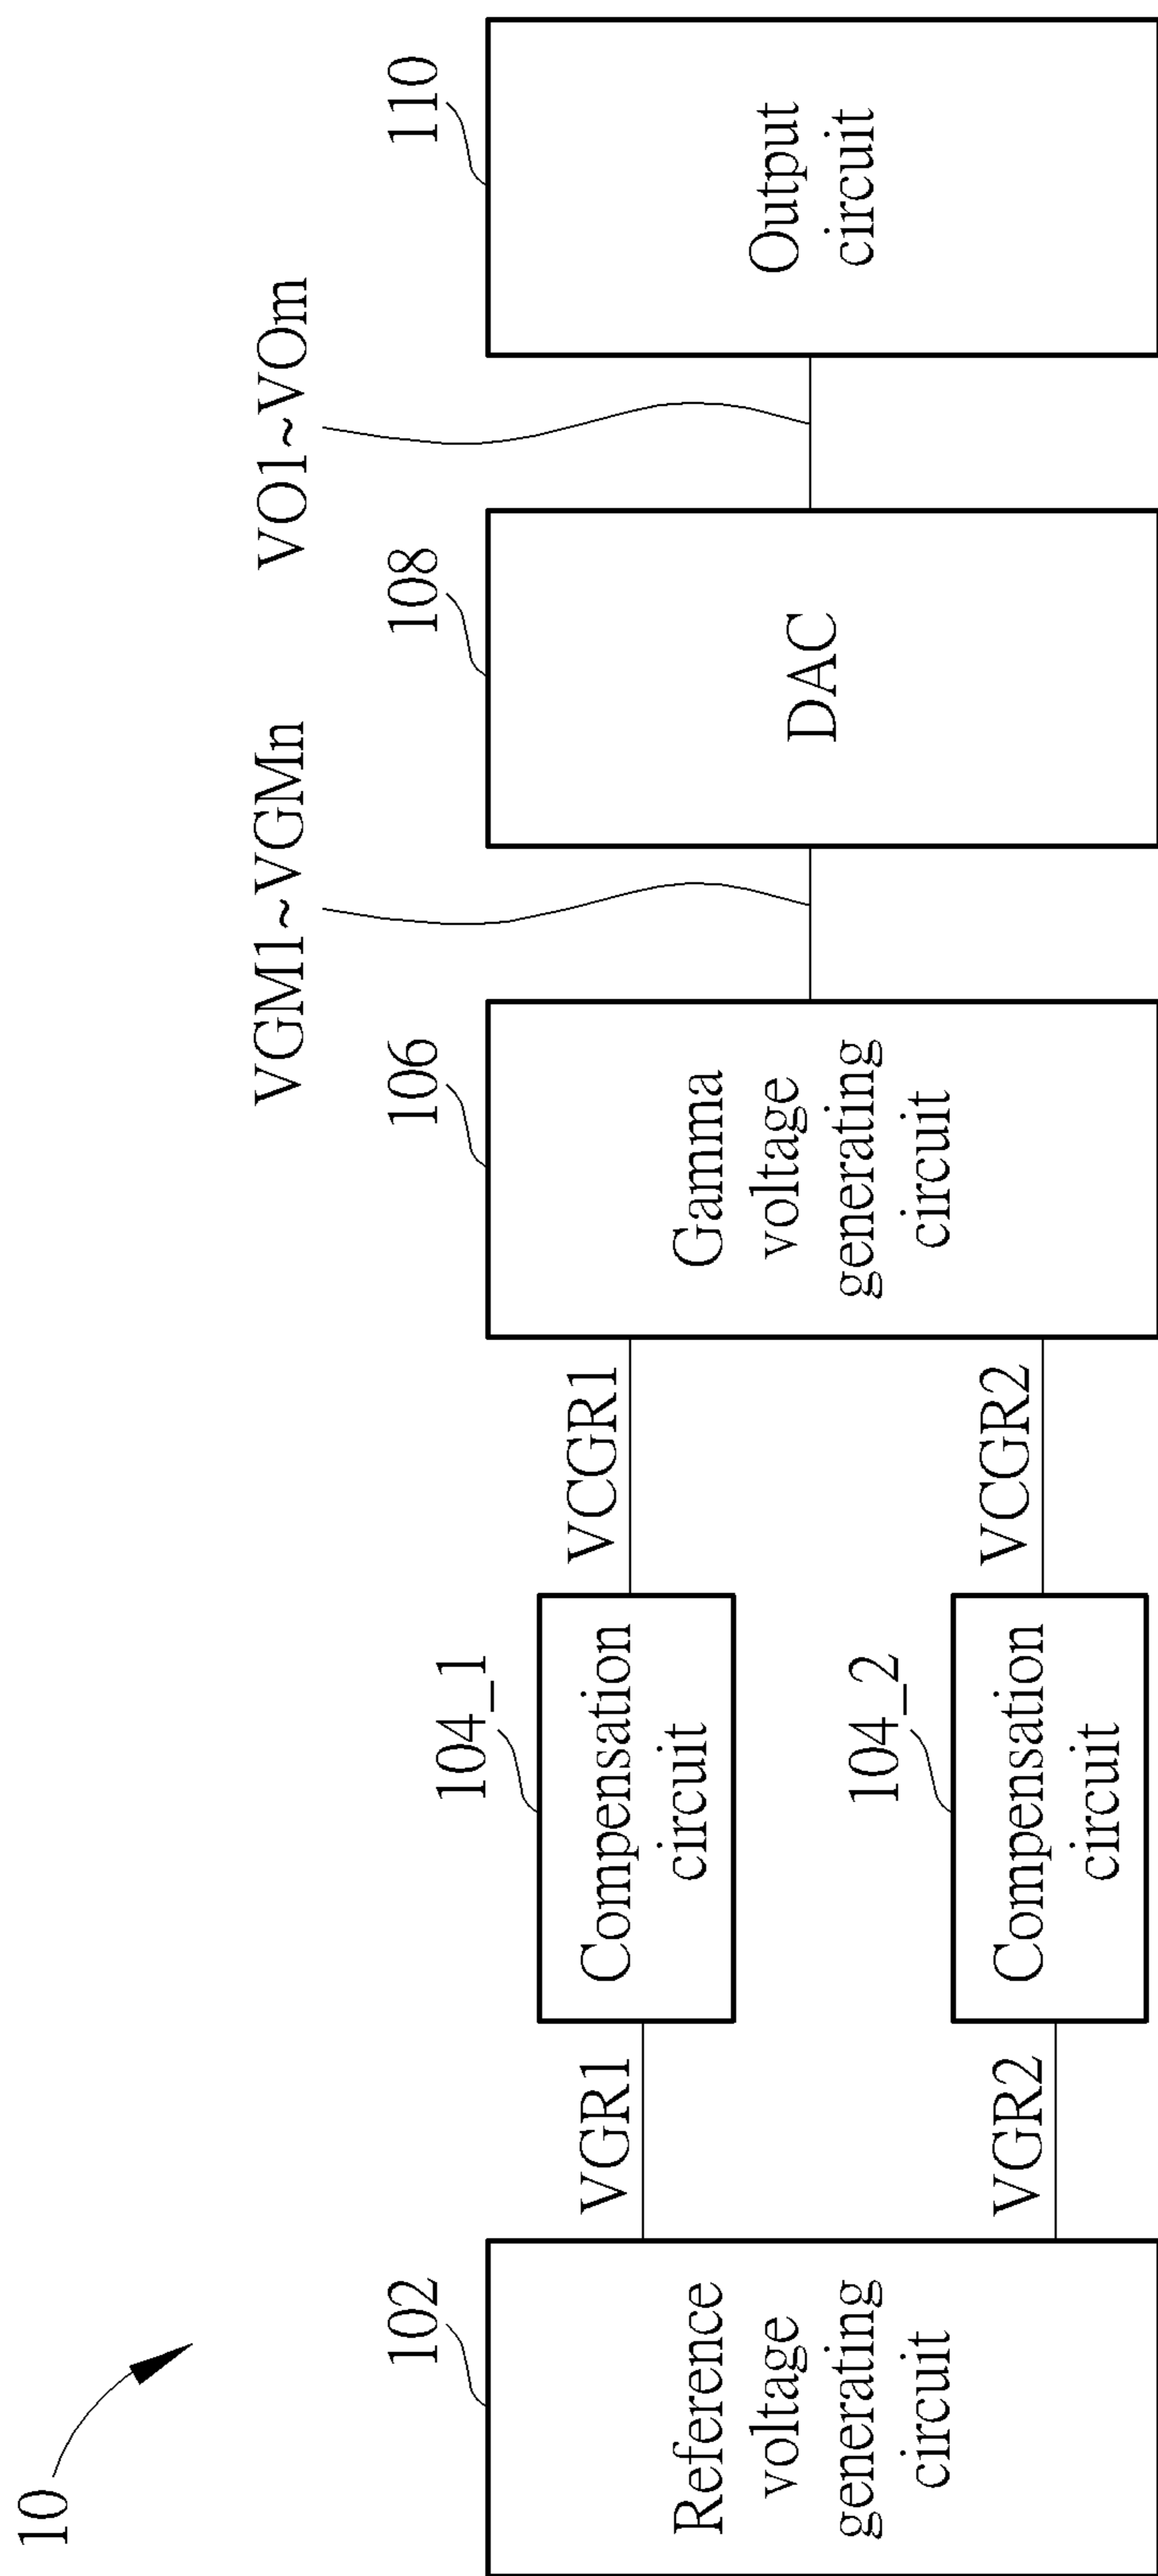 10
102
Reference
voltage
generating
circuit
VGR1
VGR2
104_1
Compensation
circuit
104_2
Compensation
circuit
VCGR1
VCGR2
106
Gamma
voltage
generating
circuit
VGM1~VGMn
108
DAC
VO1~VOm
110
Output
circuit